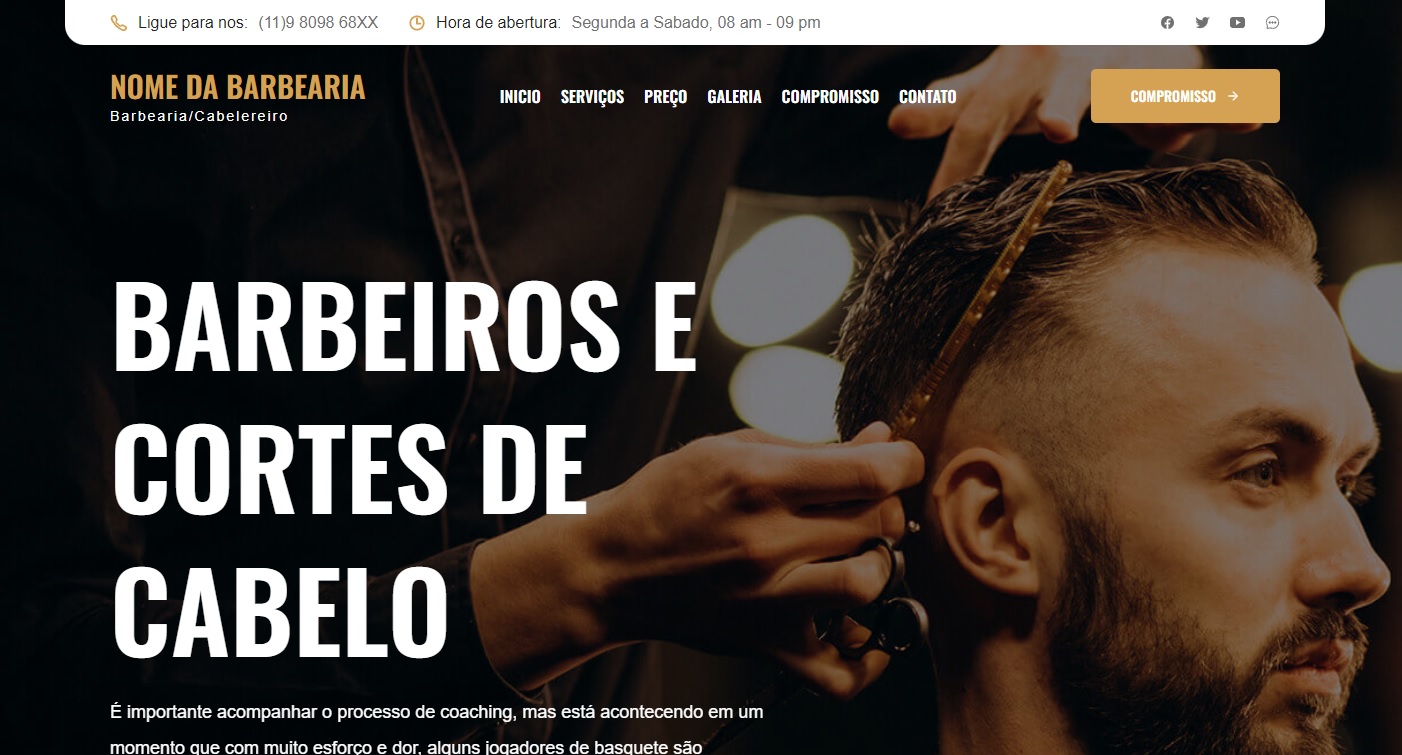 Ligue para nos: (11)9 8098 68XX Hora de abertura: Segunda a Sabado, 08 am - 09 pm
NOME DA BARBEARIA
Barbearia/Cabelereiro
INICIO SERVIÇOS PREÇO GALERIA COMPROMISSO CONTATO
COMPROMISSO
BARBEIROS E
CORTES DE
CABELO
É importante acompanhar o processo de coaching, mas está acontecendo em um
momento que com muito esforço e dor, alguns jogadores de basquete são